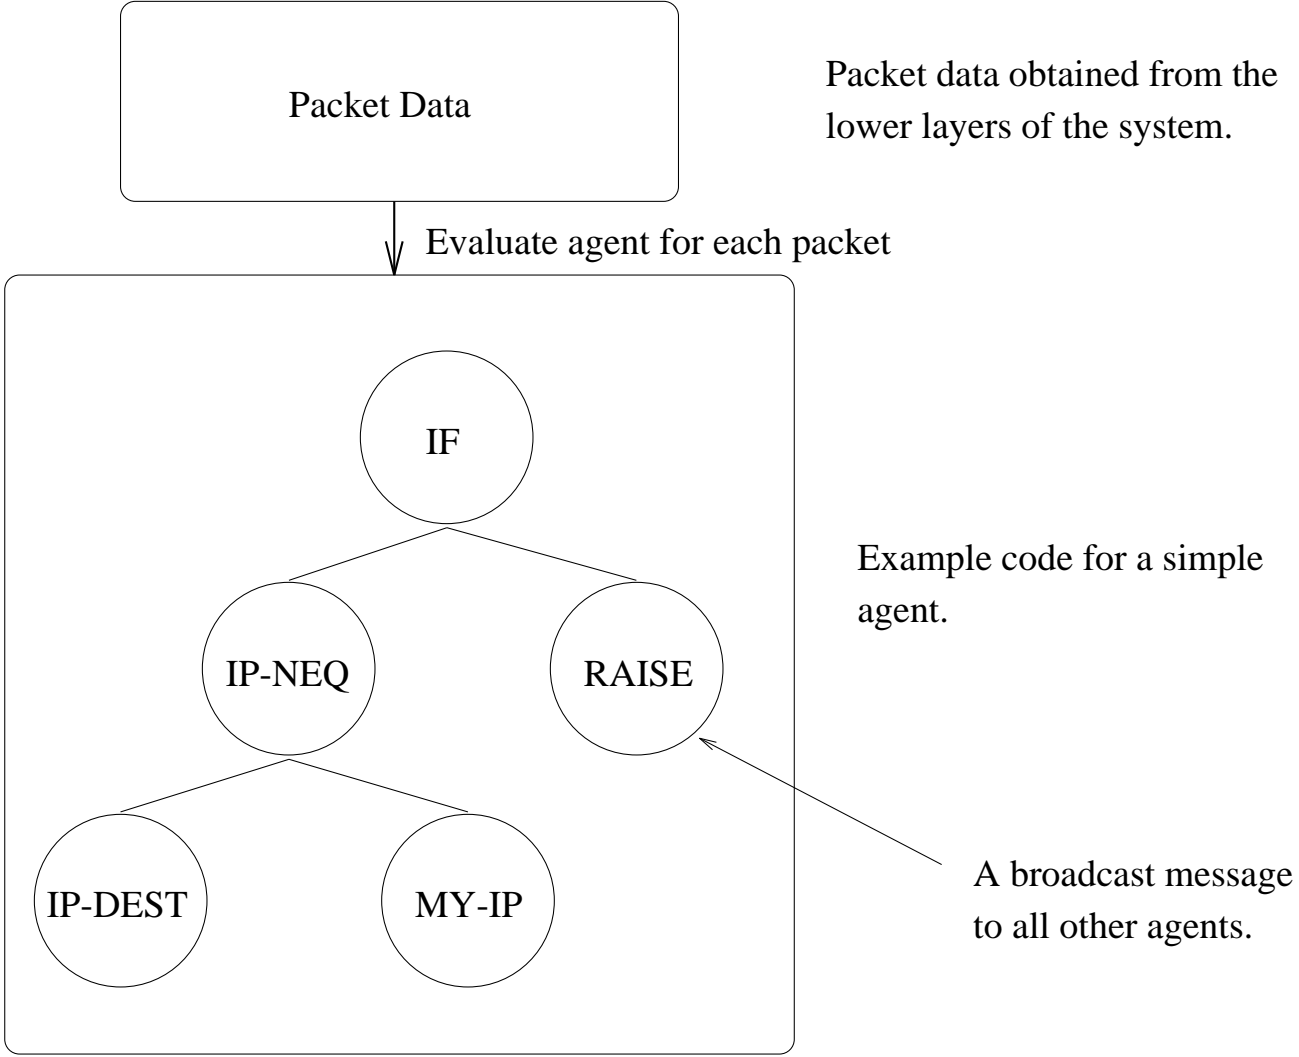 Packet Data
Packet data obtained from the
lower layers of the system.
Evaluate agent for each packet
IF
Example code for a simple
agent.
IP-NEQ
RAISE
IP-DEST
MY-IP
A broadcast message
to all other agents.